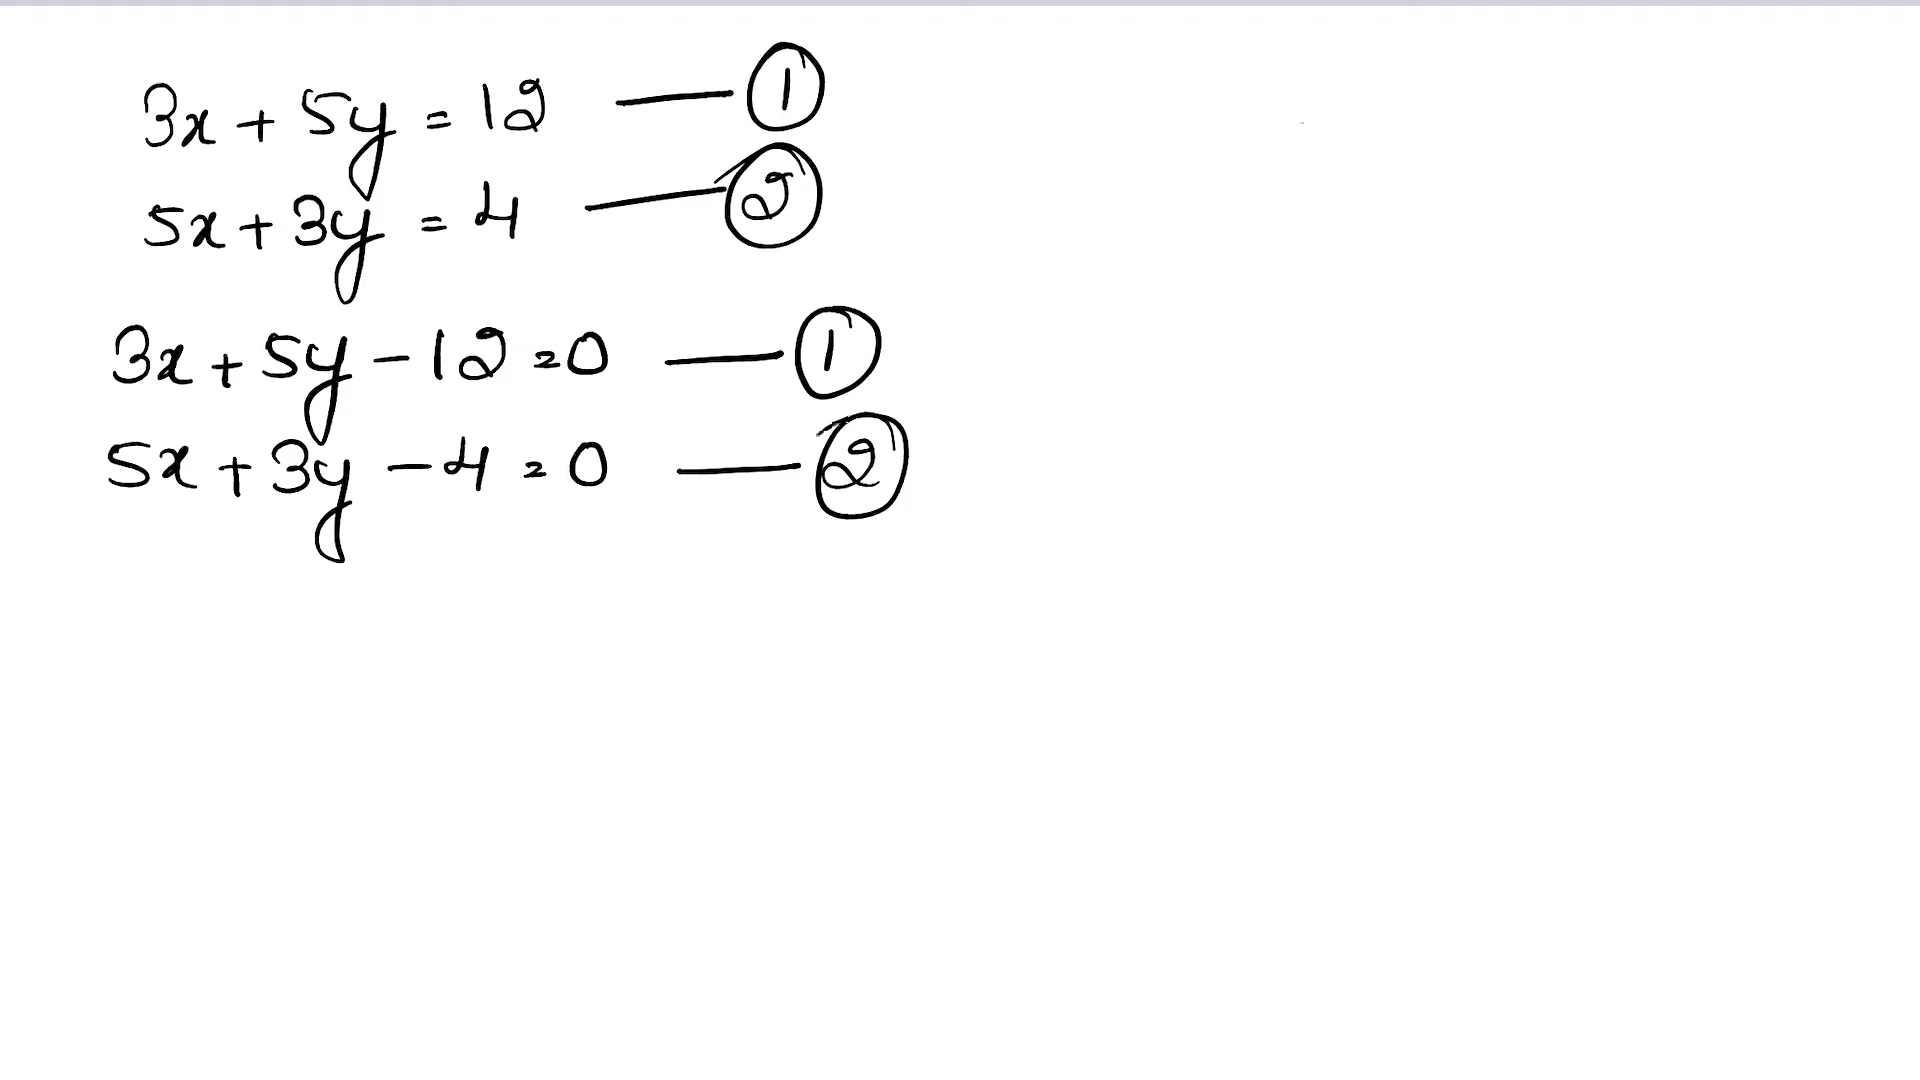 3x + 5y = 12 — ①
5x + 3y = 4 — ②
3x + 5y - 12 = 0 — ①
5x + 3y - 4 = 0 — ②